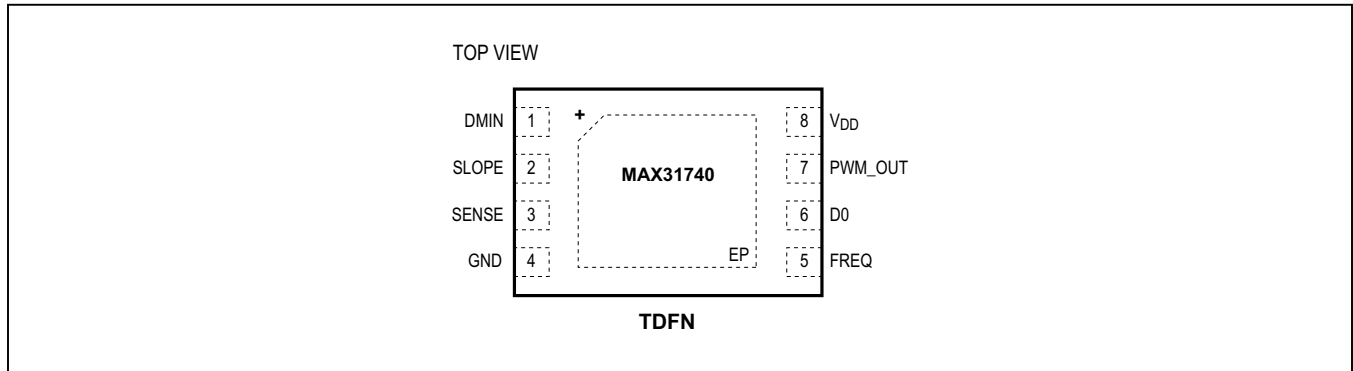 TOP VIEW
DMIN 1 + 8 VDD
SLOPE 2 MAX31740 7 PWM_OUT
SENSE 3 6 D0
GND 4 EP 5 FREQ
TDFN